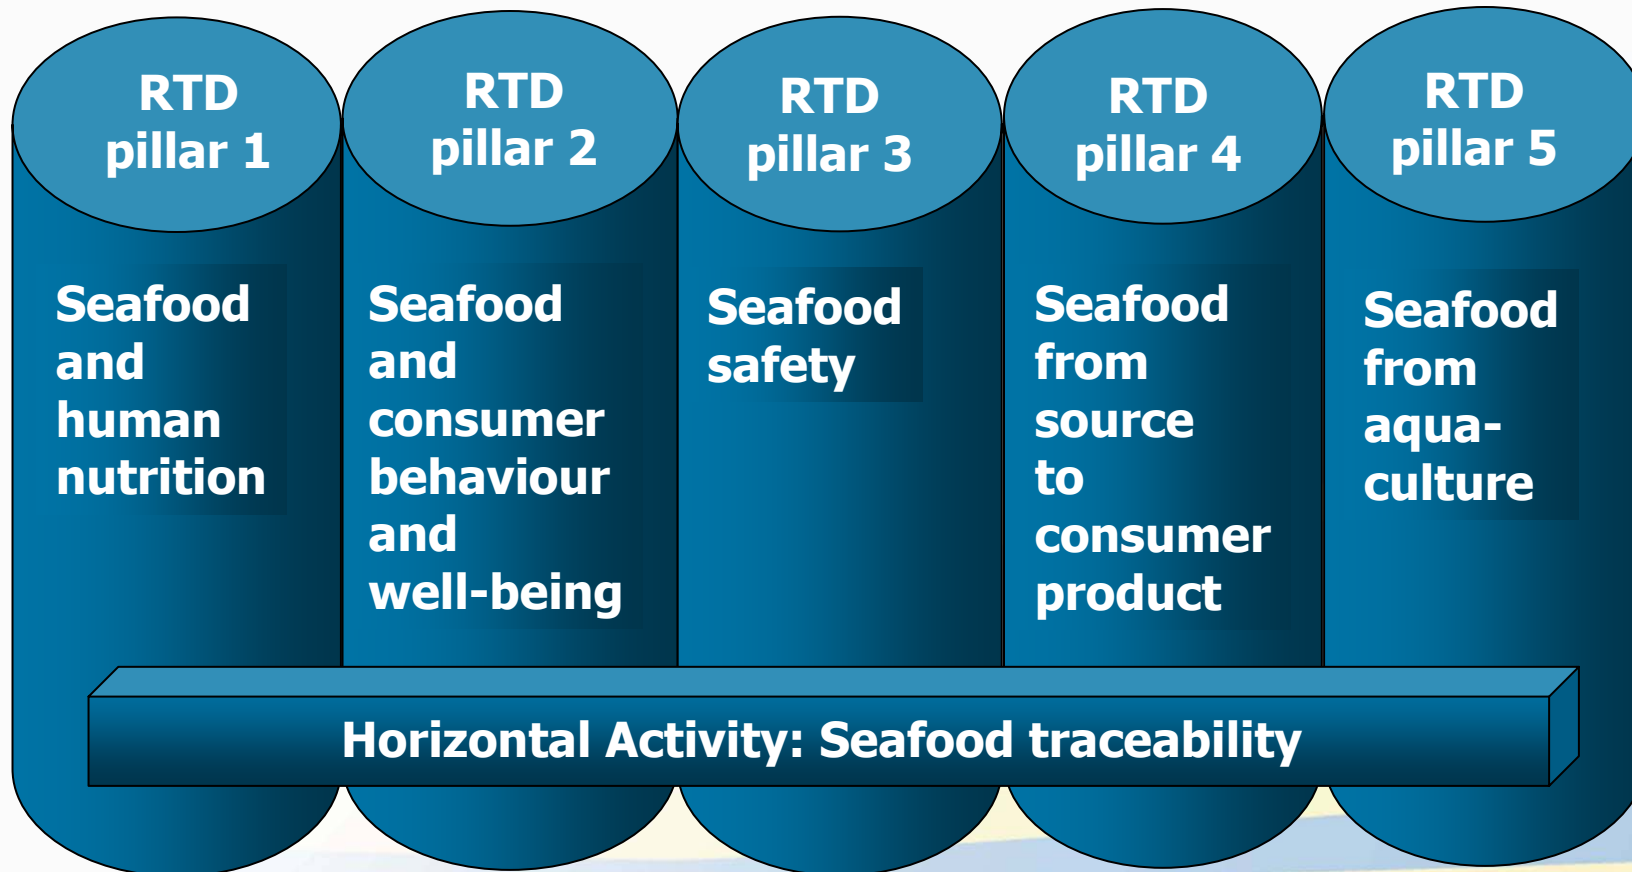 RTD
pillar 1
RTD
pillar 2
RTD
pillar 3
RTD
pillar 4
RTD
pillar 5
Seafood
and
human
nutrition
Seafood
and
consumer
behaviour
and
well-being
Seafood
safety
Seafood
from
source
to
consumer
product
Seafood
from
aqua-
culture
Horizontal Activity: Seafood traceability